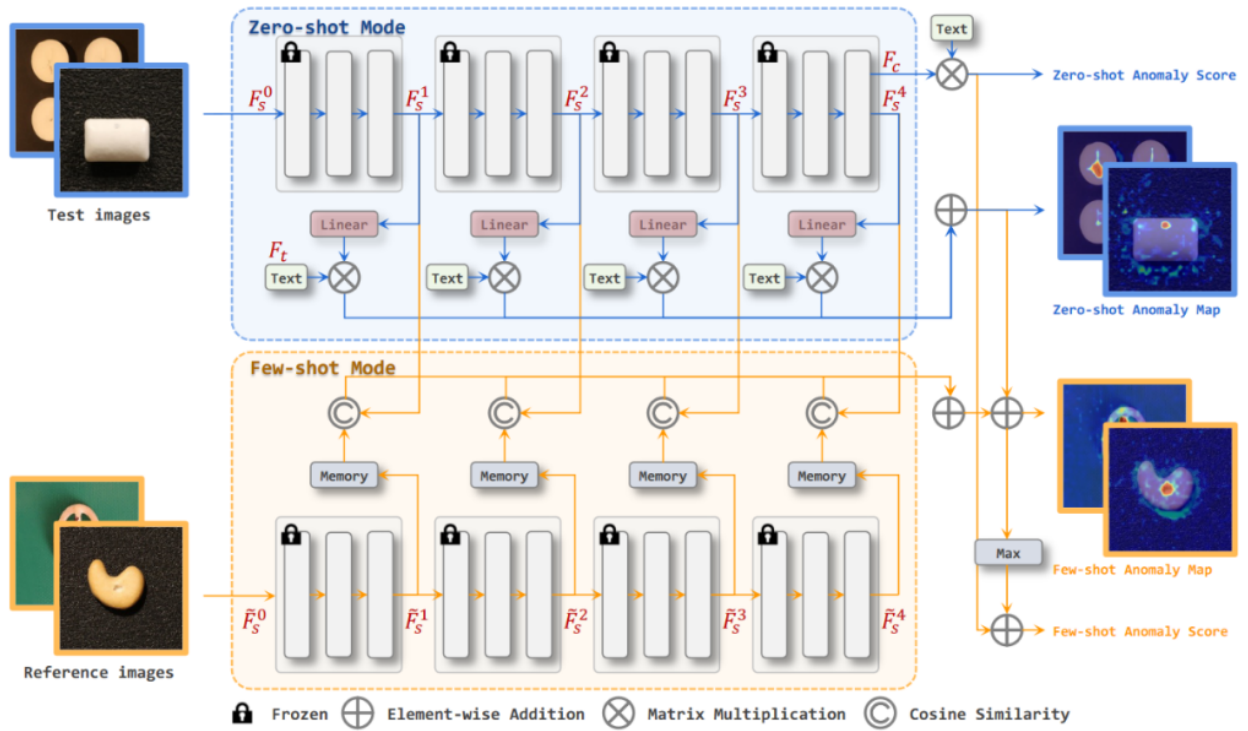 Zero-shot Mode
Text
F_c
Zero-shot Anomaly Score
F_s^0
F_s^1
F_s^2
F_s^3
F_s^4
Test images
Linear
Linear
Linear
Linear
F_t
Text
Text
Text
Text
Zero-shot Anomaly Map
Few-shot Mode
C
C
C
C
Memory
Memory
Memory
Memory
Max
Few-shot Anomaly Map
F̃_s^0
F̃_s^1
F̃_s^2
F̃_s^3
F̃_s^4
Few-shot Anomaly Score
Reference images
Frozen
Element-wise Addition
Matrix Multiplication
C
Cosine Similarity